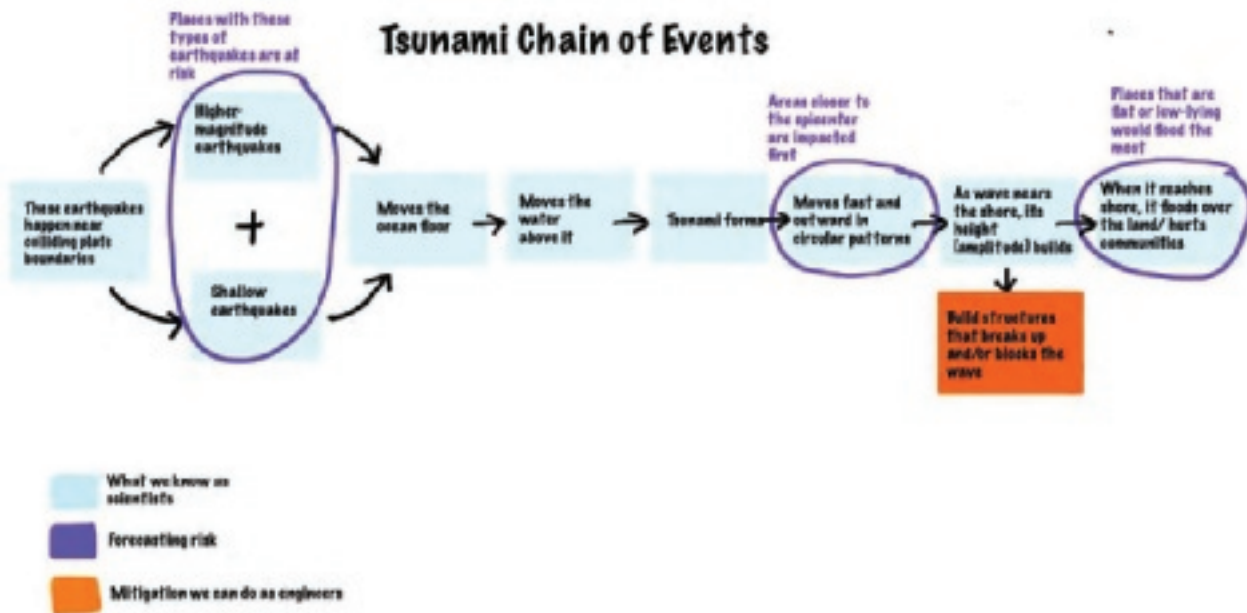 Places with these
types of
earthquakes are at
risk
Tsunami Chain of Events
Higher-
magnitude
earthquakes
+
Shallow
earthquakes
These earthquakes
happen near
colliding plate
boundaries
Moves the
ocean floor
Moves the
water
above it
Tsunami forms
Areas closer to
the epicenter
are impacted
first
Moves fast and
outward in
circular patterns
As wave nears
the shore, its
height
(amplitude) builds
Places that are
flat or low-lying
would flood the
most
When it reaches
shore, it floods over
the land/ hurts
communities
Build structures
that breaks up
and/or blocks the
wave
What we know as
scientists
Forecasting risk
Mitigation we can do as engineers